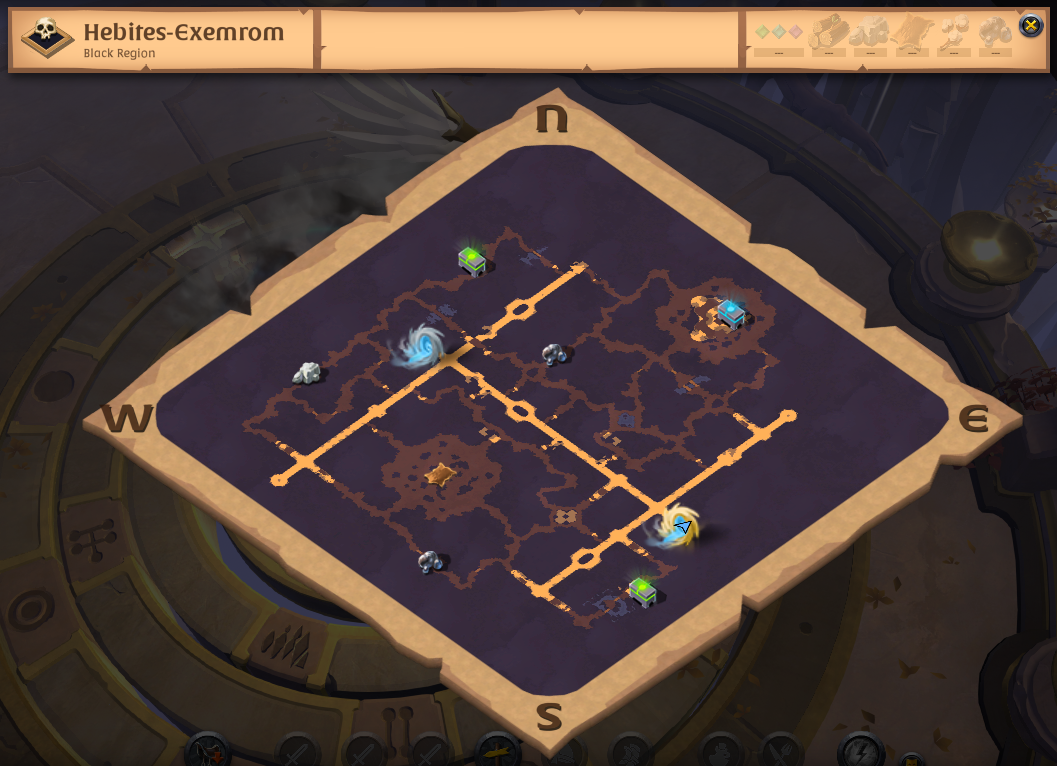 Hebites-Exemrom
Black Region
--- --- --- --- --- ---
N
W
E
S